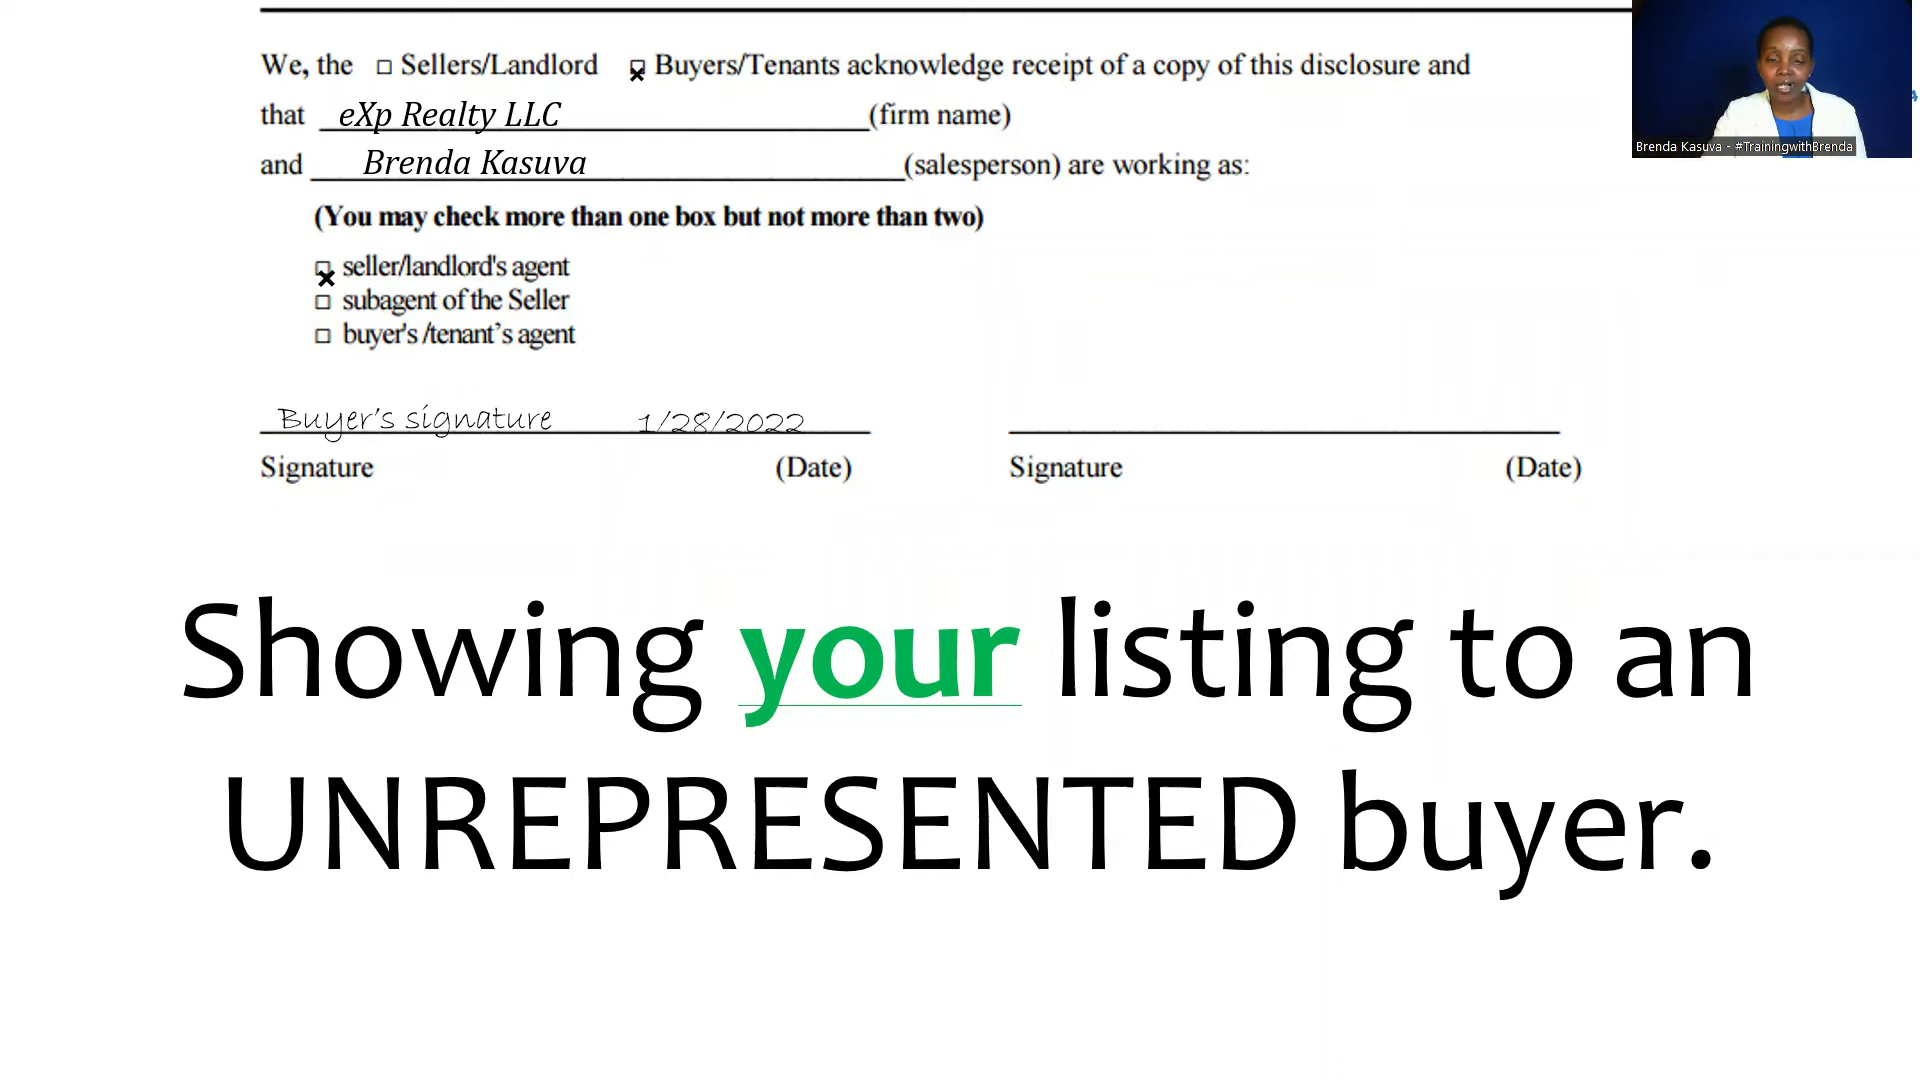 We, the □ Sellers/Landlord □ Buyers/Tenants acknowledge receipt of a copy of this disclosure and
that eXp Realty LLC (firm name)
and Brenda Kasuva (salesperson) are working as:
(You may check more than one box but not more than two)
seller/landlord's agent
subagent of the Seller
buyer's /tenant’s agent
Buyer’s signature 1/28/2022
Signature (Date) Signature (Date)
Showing your listing to an
UNREPRESENTED buyer.
Brenda Kasuva - #TrainingwithBrenda